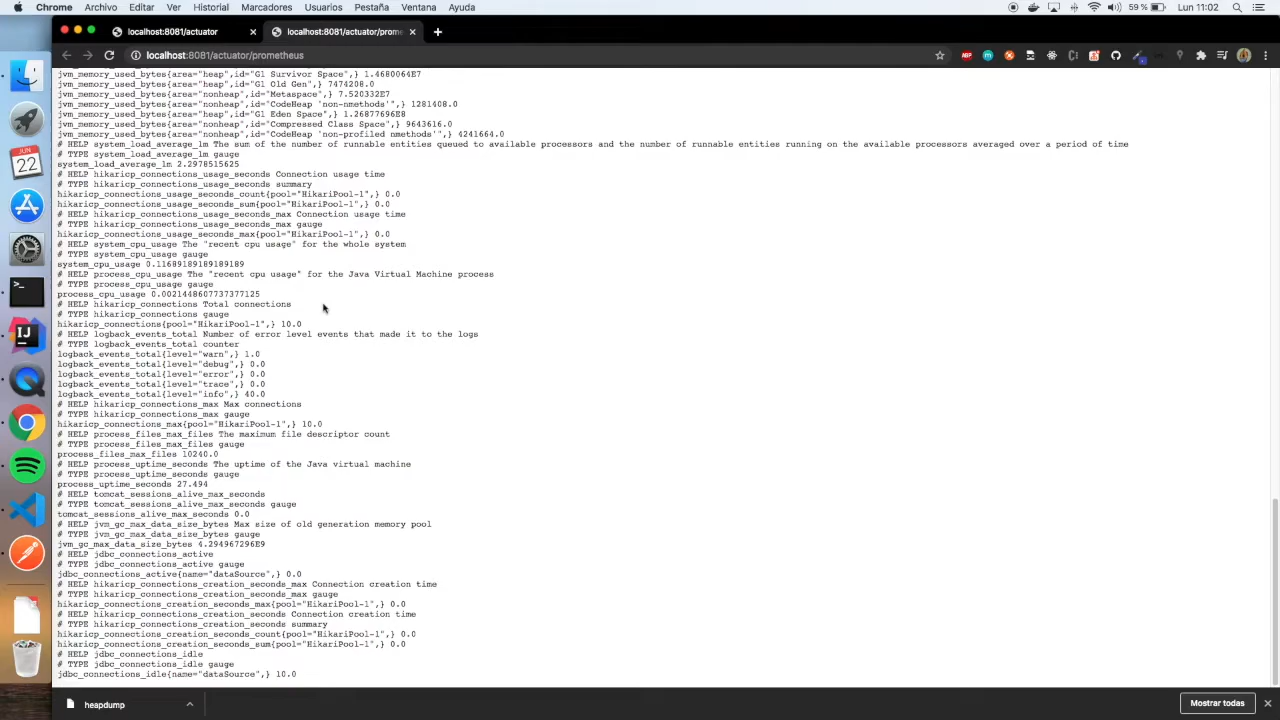 Chrome Archivo Editar Ver Historial Marcadores Usuarios Pestaña Ventana Ayuda 59 % Lun 11:02
localhost:8081/actuator localhost:8081/actuator/prom
localhost:8081/actuator/prometheus
jvm_memory_used_bytes{area="heap",id="G1 Survivor Space",} 1.4680064E7
jvm_memory_used_bytes{area="heap",id="G1 Old Gen",} 7474208.0
jvm_memory_used_bytes{area="nonheap",id="Metaspace",} 7.520332E7
jvm_memory_used_bytes{area="nonheap",id="CodeHeap 'non-nmethods'",} 1281408.0
jvm_memory_used_bytes{area="heap",id="G1 Eden Space",} 1.26877696E8
jvm_memory_used_bytes{area="nonheap",id="Compressed Class Space",} 9643616.0
jvm_memory_used_bytes{area="nonheap",id="CodeHeap 'non-profiled nmethods'",} 4241664.0
# HELP system_load_average_1m The sum of the number of runnable entities queued to available processors and the number of runnable entities running on the available processors averaged over a period of time
# TYPE system_load_average_1m gauge
system_load_average_1m 2.2978515625
# HELP hikaricp_connections_usage_seconds Connection usage time
# TYPE hikaricp_connections_usage_seconds summary
hikaricp_connections_usage_seconds_count{pool="HikariPool-1",} 0.0
hikaricp_connections_usage_seconds_sum{pool="HikariPool-1",} 0.0
# HELP hikaricp_connections_usage_seconds_max Connection usage time
# TYPE hikaricp_connections_usage_seconds_max gauge
hikaricp_connections_usage_seconds_max{pool="HikariPool-1",} 0.0
# HELP system_cpu_usage The "recent cpu usage" for the whole system
# TYPE system_cpu_usage gauge
system_cpu_usage 0.11689189189189189
# HELP process_cpu_usage The "recent cpu usage" for the Java Virtual Machine process
# TYPE process_cpu_usage gauge
process_cpu_usage 0.0021448607737377125
# HELP hikaricp_connections Total connections
# TYPE hikaricp_connections gauge
hikaricp_connections{pool="HikariPool-1",} 10.0
# HELP logback_events_total Number of error level events that made it to the logs
# TYPE logback_events_total counter
logback_events_total{level="warn",} 1.0
logback_events_total{level="debug",} 0.0
logback_events_total{level="error",} 0.0
logback_events_total{level="trace",} 0.0
logback_events_total{level="info",} 40.0
# HELP hikaricp_connections_max Max connections
# TYPE hikaricp_connections_max gauge
hikaricp_connections_max{pool="HikariPool-1",} 10.0
# HELP process_files_max_files The maximum file descriptor count
# TYPE process_files_max_files gauge
process_files_max_files 10240.0
# HELP process_uptime_seconds The uptime of the Java virtual machine
# TYPE process_uptime_seconds gauge
process_uptime_seconds 27.494
# HELP tomcat_sessions_alive_max_seconds
# TYPE tomcat_sessions_alive_max_seconds gauge
tomcat_sessions_alive_max_seconds 0.0
# HELP jvm_gc_max_data_size_bytes Max size of old generation memory pool
# TYPE jvm_gc_max_data_size_bytes gauge
jvm_gc_max_data_size_bytes 4.294967296E9
# HELP jdbc_connections_active
# TYPE jdbc_connections_active gauge
jdbc_connections_active{name="dataSource",} 0.0
# HELP hikaricp_connections_creation_seconds_max Connection creation time
# TYPE hikaricp_connections_creation_seconds_max gauge
hikaricp_connections_creation_seconds_max{pool="HikariPool-1",} 0.0
# HELP hikaricp_connections_creation_seconds Connection creation time
# TYPE hikaricp_connections_creation_seconds summary
hikaricp_connections_creation_seconds_count{pool="HikariPool-1",} 0.0
hikaricp_connections_creation_seconds_sum{pool="HikariPool-1",} 0.0
# HELP jdbc_connections_idle
# TYPE jdbc_connections_idle gauge
jdbc_connections_idle{name="dataSource",} 10.0
JUN
22
heapdump
Mostrar todas